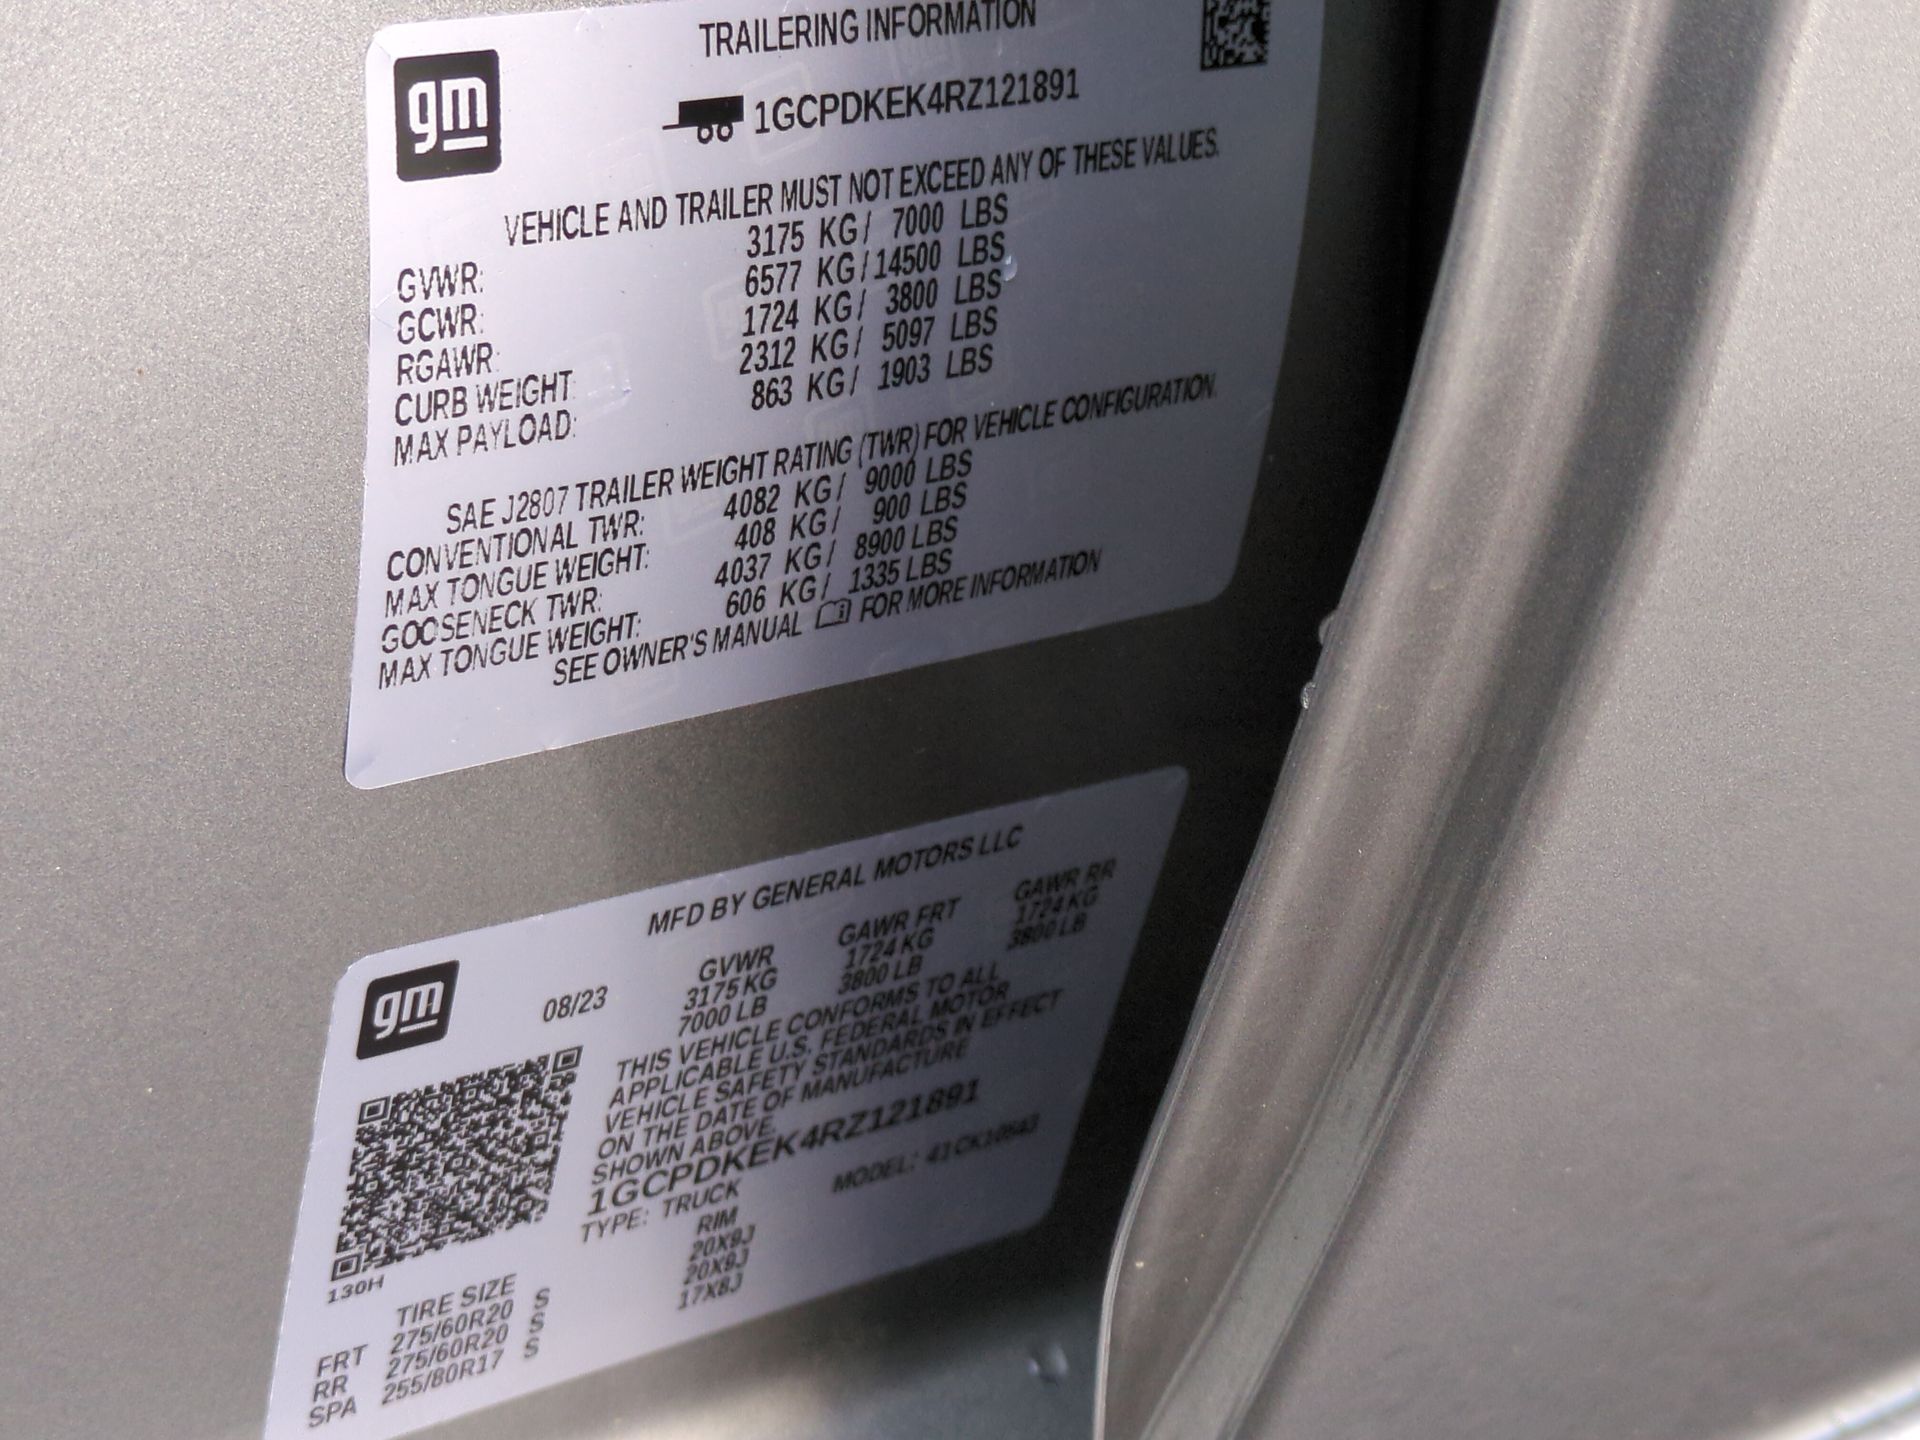 gm
TRAILERING INFORMATION
1GCPDKEK4RZ121891
VEHICLE AND TRAILER MUST NOT EXCEED ANY OF THESE VALUES.
GVWR: 3175 KG/ 7000 LBS
GCWR: 6577 KG/14500 LBS
RGAWR: 1724 KG/ 3800 LBS
CURB WEIGHT: 2312 KG/ 5097 LBS
MAX PAYLOAD: 863 KG/ 1903 LBS
SAE J2807 TRAILER WEIGHT RATING (TWR) FOR VEHICLE CONFIGURATION.
CONVENTIONAL TWR: 4082 KG/ 9000 LBS
MAX TONGUE WEIGHT: 408 KG/ 900 LBS
GOOSENECK TWR: 4037 KG/ 8900 LBS
MAX TONGUE WEIGHT: 606 KG/ 1335 LBS
SEE OWNER'S MANUAL FOR MORE INFORMATION
MFD BY GENERAL MOTORS LLC
gm
08/23
GVWR GAWR FRT GAWR RR
3175 KG 1724 KG 1724 KG
7000 LB 3800 LB 3800 LB
THIS VEHICLE CONFORMS TO ALL
APPLICABLE U.S. FEDERAL MOTOR
VEHICLE SAFETY STANDARDS IN EFFECT
ON THE DATE OF MANUFACTURE
SHOWN ABOVE.
1GCPDKEK4RZ121891
TYPE: TRUCK MODEL:
130H
TIRE SIZE RIM
FRT 275/60R20 S 20X9J
RR 275/60R20 S 20X9J
SPA 255/80R17 S 17X8J